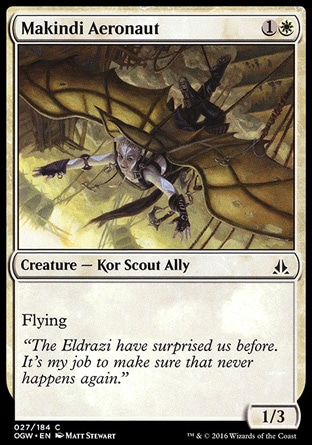 Makindi Aeronaut 1
Creature — Kor Scout Ally
Flying
"The Eldrazi have surprised us before.
It's my job to make sure that never
happens again."
1/3
027/184 C
OGW • EN Matt Stewart
™ & © 2016 Wizards of the Coast